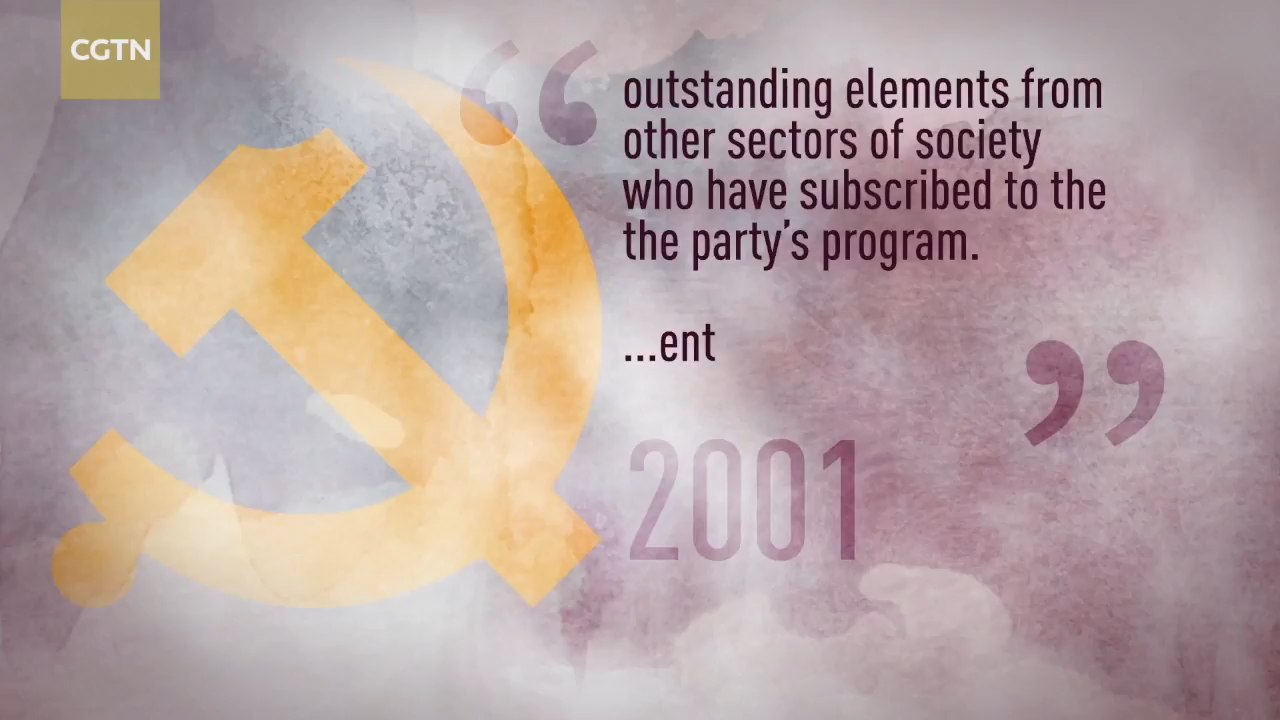 CGTN
“
outstanding elements from
other sectors of society
who have subscribed to the
the party’s program.
...ent
”
2001